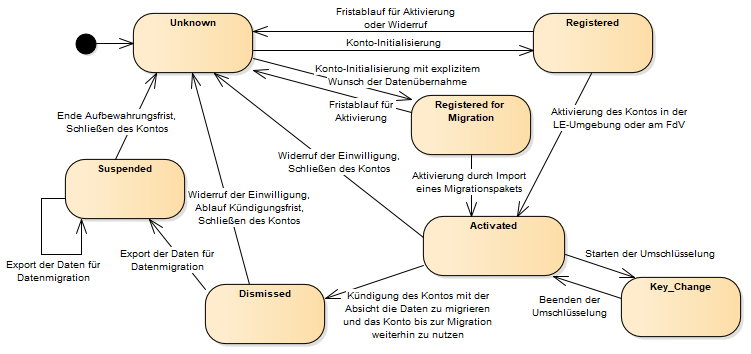 Unknown
Fristablauf für Aktivierung
oder Widerruf
Registered
Konto-Initialisierung
Konto-Initialisierung mit explizitem
Wunsch der Datenübernahme
Fristablauf für
Aktivierung
Registered for
Migration
Aktivierung des Kontos in der
LE-Umgebung oder am FdV
Ende Aufbewahrungsfrist,
Schließen des Kontos
Widerruf der Einwilligung,
Schließen des Kontos
Suspended
Aktivierung durch Import
eines Migrationspakets
Widerruf der Einwilligung,
Ablauf Kündigungsfrist,
Schließen des Kontos
Activated
Export der Daten für
Datenmigration
Export der Daten für
Datenmigration
Starten der Umschlüsselung
Dismissed
Kündigung des Kontos mit der
Absicht die Daten zu migrieren
und das Konto bis zur Migration
weiterhin zu nutzen
Key_Change
Beenden der
Umschlüsselung